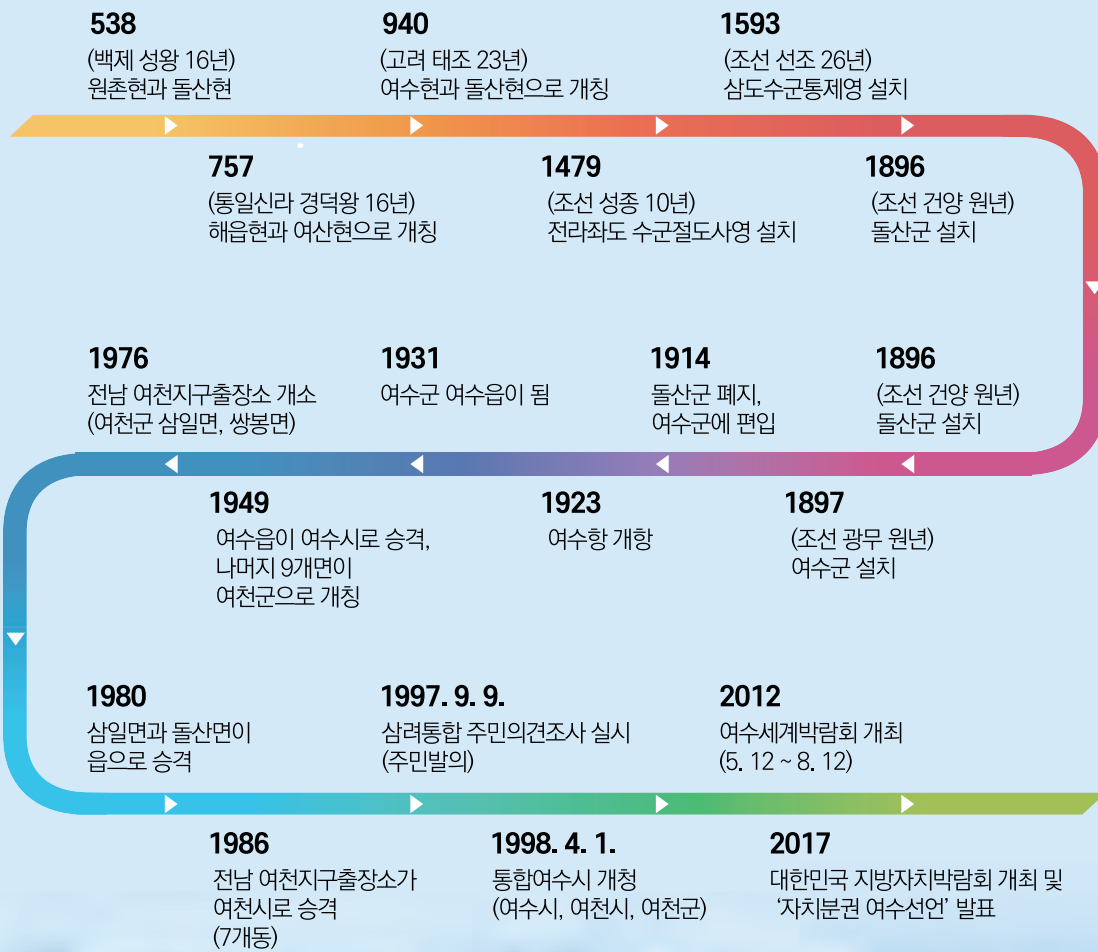 538
(백제 성왕 16년)
원촌현과 돌산현
757
(통일신라 경덕왕 16년)
해읍현과 여산현으로 개칭
940
(고려 태조 23년)
여수현과 돌산현으로 개칭
1479
(조선 성종 10년)
전라좌도 수군절도사영 설치
1593
(조선 선조 26년)
삼도수군통제영 설치
1896
(조선 건양 원년)
돌산군 설치
1896
(조선 건양 원년)
돌산군 설치
1897
(조선 광무 원년)
여수군 설치
1914
돌산군 폐지,
여수군에 편입
1923
여수항 개항
1931
여수군 여수읍이 됨
1949
여수읍이 여수시로 승격,
나머지 9개면이
여천군으로 개칭
1976
전남 여천지구출장소 개소
(여천군 삼일면, 쌍봉면)
1980
삼일면과 돌산면이
읍으로 승격
1986
전남 여천지구출장소가
여천시로 승격
(7개동)
1997. 9. 9.
삼려통합 주민의견조사 실시
(주민발의)
1998. 4. 1.
통합여수시 개청
(여수시, 여천시, 여천군)
2012
여수세계박람회 개최
(5. 12 ~ 8. 12)
2017
대한민국 지방자치박람회 개최 및
‘자치분권 여수선언’ 발표